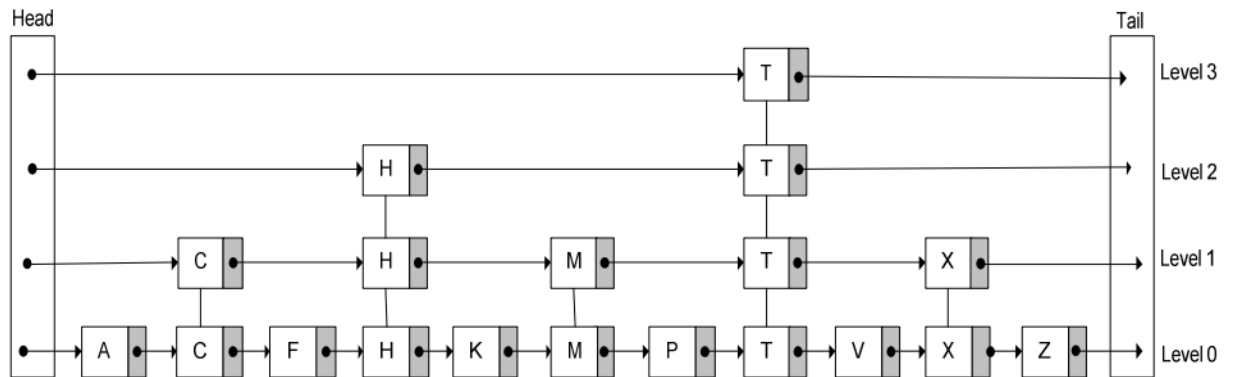 Head Tail
T Level 3
H T Level 2
C H M T X Level 1
A C F H K M P T V X Z Level 0